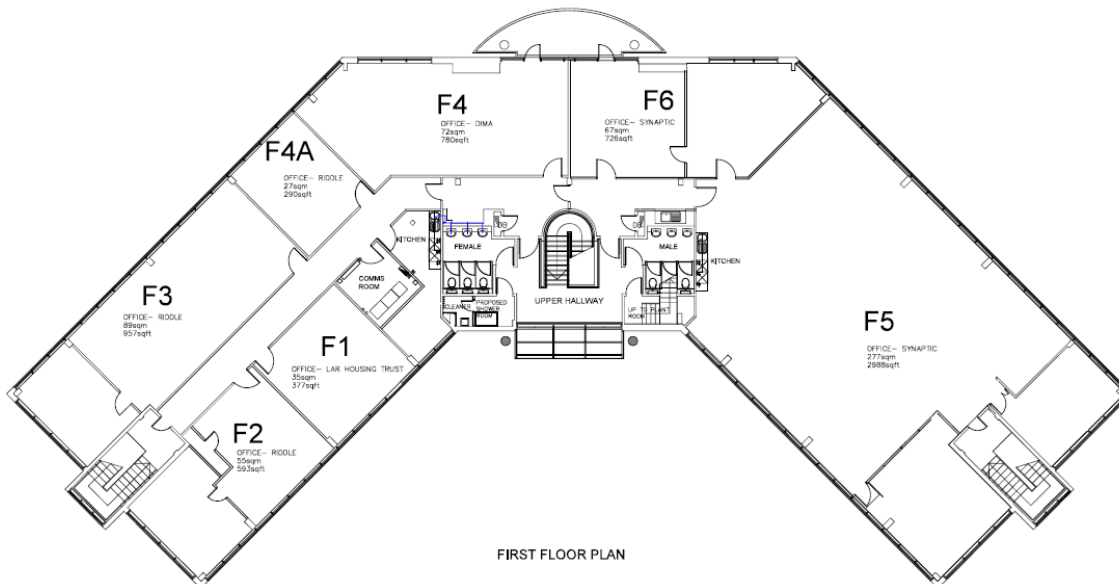 F4
OFFICE- DIMA
72sqm
780sqft
F6
OFFICE- SYNAPTIC
67sqm
726sqft
F4A
OFFICE- RIDDLE
27sqm
290sqft
DB
DB
KITCHEN
FEMALE
MALE
KITCHEN
COMMS
ROOM
F3
OFFICE- RIDDLE
89sqm
957sqft
CLEANER
PROPOSED
SHOWER
ROOM
UPPER HALLWAY
UP TO PLANT
ROOM
F1
OFFICE- LAR HOUSING TRUST
35sqm
377sqft
F5
OFFICE- SYNAPTIC
277sqm
2988sqft
F2
OFFICE- RIDDLE
55sqm
593sqft
FIRST FLOOR PLAN